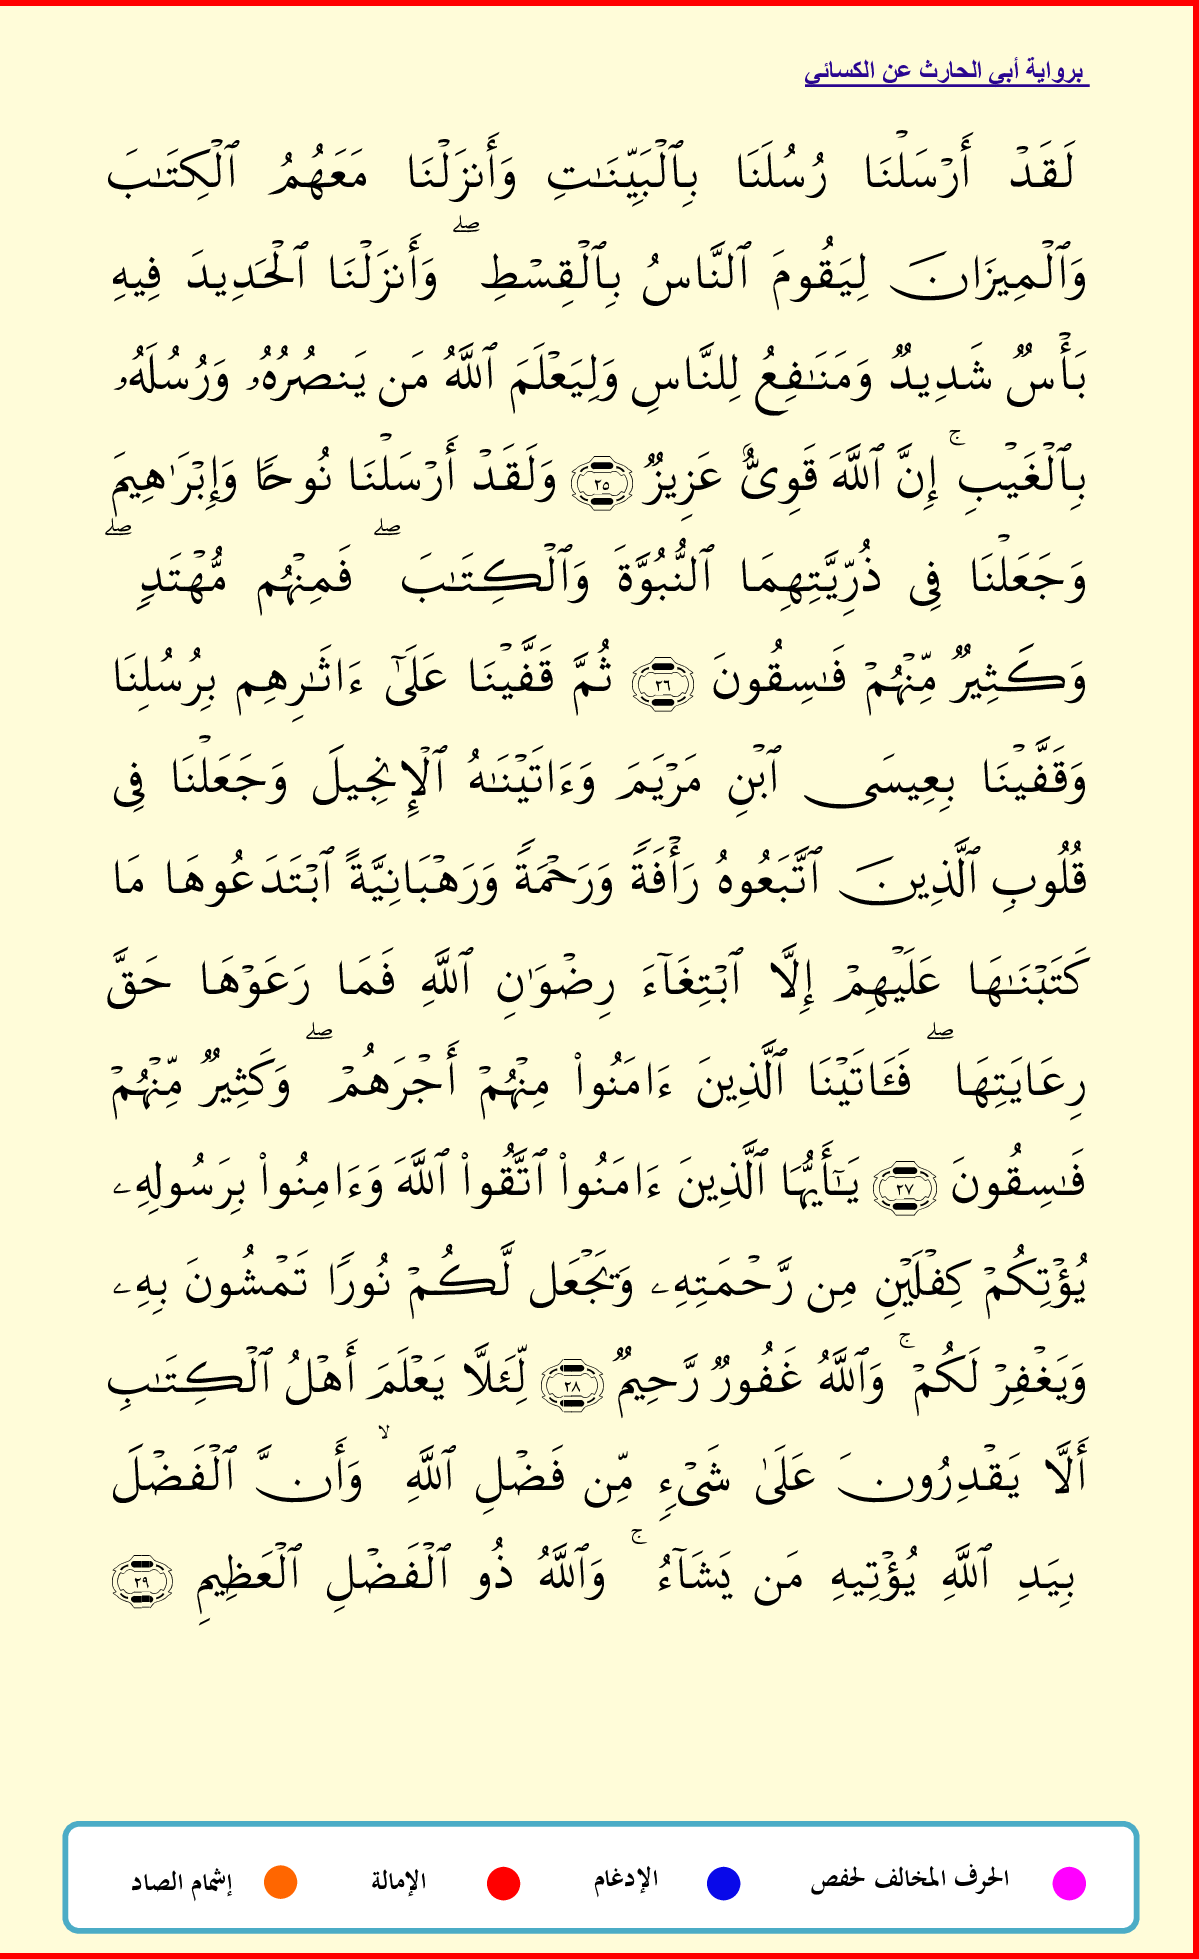 برواية أبي الحارث عن الكسائي
لَقَدْ أَرْسَلْنَا رُسُلَنَا بِٱلْبَيِّنَـٰتِ وَأَنزَلْنَا مَعَهُمُ ٱلْكِتَـٰبَ
وَٱلْمِيزَانَ لِيَقُومَ ٱلنَّاسُ بِٱلْقِسْطِ ۖ وَأَنزَلْنَا ٱلْحَدِيدَ فِيهِ
بَأْسٌ شَدِيدٌ وَمَنَـٰفِعُ لِلنَّاسِ وَلِيَعْلَمَ ٱللَّهُ مَن يَنصُرُهُۥ وَرُسُلَهُۥ
بِٱلْغَيْبِ ۚ إِنَّ ٱللَّهَ قَوِىٌّ عَزِيزٌ ٢٥ وَلَقَدْ أَرْسَلْنَا نُوحًا وَإِبْرَٰهِيمَ
وَجَعَلْنَا فِى ذُرِّيَّتِهِمَا ٱلنُّبُوَّةَ وَٱلْكِتَـٰبَ ۖ فَمِنْهُم مُّهْتَدٍ ۖ
وَكَثِيرٌ مِّنْهُمْ فَـٰسِقُونَ ٢٦ ثُمَّ قَفَّيْنَا عَلَىٰٓ ءَاثَـٰرِهِم بِرُسُلِنَا
وَقَفَّيْنَا بِعِيسَى ٱبْنِ مَرْيَمَ وَءَاتَيْنَـٰهُ ٱلْإِنجِيلَ وَجَعَلْنَا فِى
قُلُوبِ ٱلَّذِينَ ٱتَّبَعُوهُ رَأْفَةً وَرَحْمَةً وَرَهْبَانِيَّةً ٱبْتَدَعُوهَا مَا
كَتَبْنَـٰهَا عَلَيْهِمْ إِلَّا ٱبْتِغَآءَ رِضْوَٰنِ ٱللَّهِ فَمَا رَعَوْهَا حَقَّ
رِعَايَتِهَا ۖ فَـَٔاتَيْنَا ٱلَّذِينَ ءَامَنُوا۟ مِنْهُمْ أَجْرَهُمْ ۖ وَكَثِيرٌ مِّنْهُمْ
فَـٰسِقُونَ ٢٧ يَـٰٓأَيُّهَا ٱلَّذِينَ ءَامَنُوا۟ ٱتَّقُوا۟ ٱللَّهَ وَءَامِنُوا۟ بِرَسُولِهِۦ
يُؤْتِكُمْ كِفْلَيْنِ مِن رَّحْمَتِهِۦ وَيَجْعَل لَّكُمْ نُورًا تَمْشُونَ بِهِۦ
وَيَغْفِرْ لَكُمْ ۚ وَٱللَّهُ غَفُورٌ رَّحِيمٌ ٢٨ لِّئَلَّا يَعْلَمَ أَهْلُ ٱلْكِتَـٰبِ
أَلَّا يَقْدِرُونَ عَلَىٰ شَىْءٍ مِّن فَضْلِ ٱللَّهِ ۙ وَأَنَّ ٱلْفَضْلَ
بِيَدِ ٱللَّهِ يُؤْتِيهِ مَن يَشَآءُ ۚ وَٱللَّهُ ذُو ٱلْفَضْلِ ٱلْعَظِيمِ ٢٩
الحرف المخالف لحفص الإدغام الإمالة إشمام الصاد